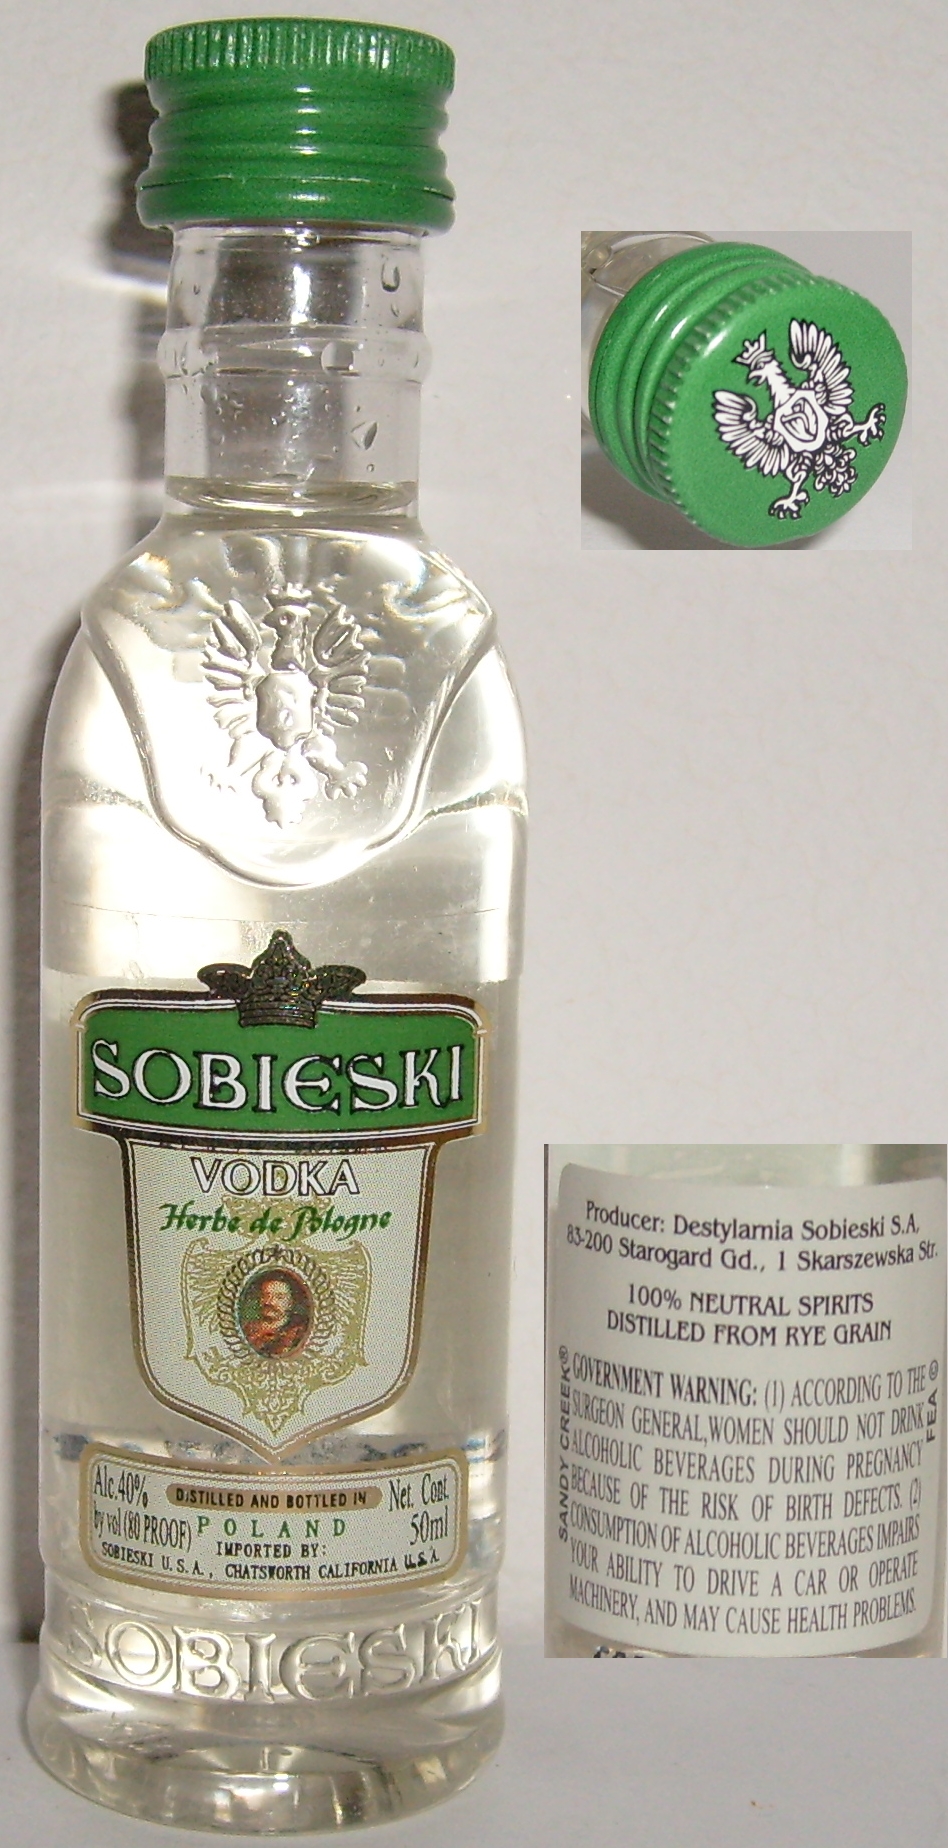 SOBIESKI
VODKA
Herbe de Pologne
Alc. 40%
by vol (80 PROOF)
DISTILLED AND BOTTLED IN
POLAND
IMPORTED BY:
Net. Cont.
50ml
SOBIESKI U.S.A., CHATSWORTH CALIFORNIA U.S.A.
SOBIESKI
Producer: Destylarnia Sobieski S.A.
83-200 Starogard Gd., 1 Skarszewska Str.
100% NEUTRAL SPIRITS
DISTILLED FROM RYE GRAIN
GOVERNMENT WARNING: (1) ACCORDING TO THE
SURGEON GENERAL, WOMEN SHOULD NOT DRINK
ALCOHOLIC BEVERAGES DURING PREGNANCY
BECAUSE OF THE RISK OF BIRTH DEFECTS. (2)
CONSUMPTION OF ALCOHOLIC BEVERAGES IMPAIRS
YOUR ABILITY TO DRIVE A CAR OR OPERATE
MACHINERY, AND MAY CAUSE HEALTH PROBLEMS.
SANDY CREEK®
FEA ©